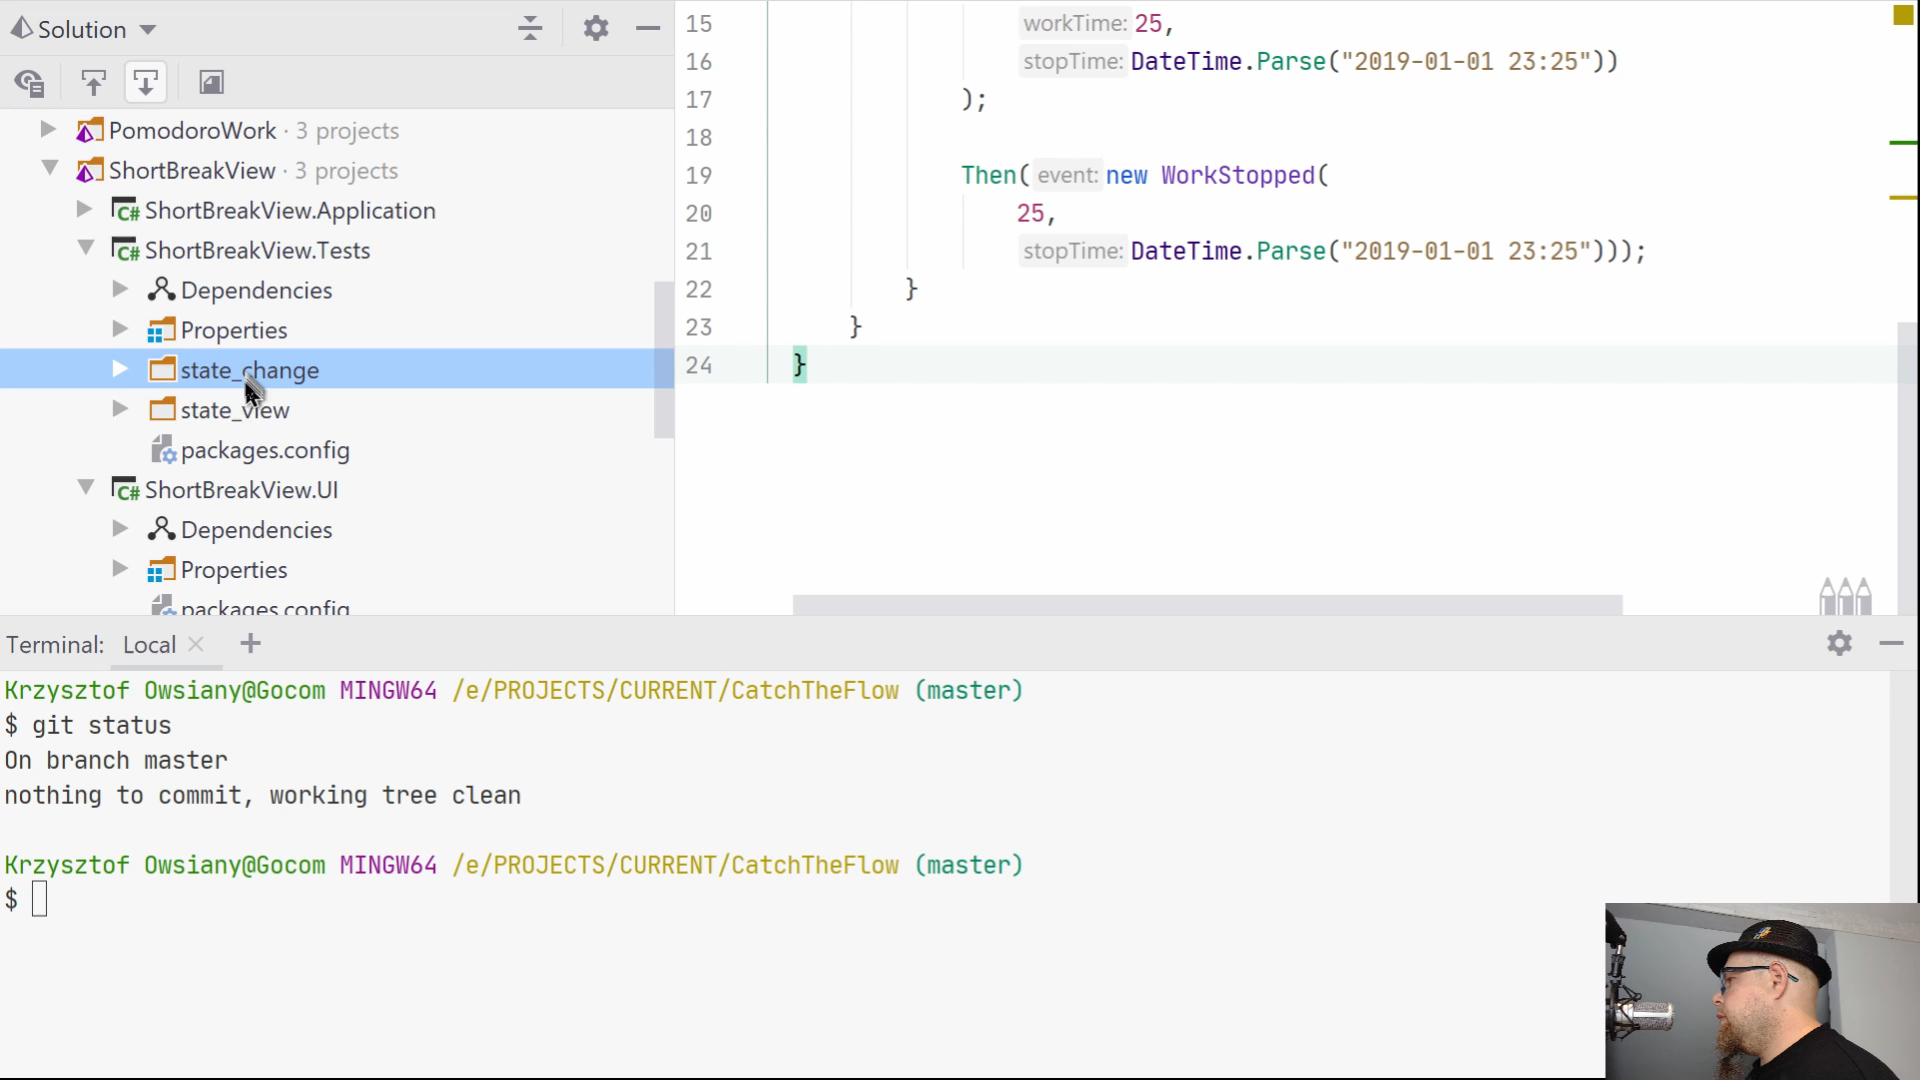 Solution
PomodoroWork · 3 projects
ShortBreakView · 3 projects
C# ShortBreakView.Application
C# ShortBreakView.Tests
Dependencies
Properties
state_change
state_view
packages.config
C# ShortBreakView.UI
Dependencies
Properties
packages.config
15 workTime: 25,
16 stopTime: DateTime.Parse("2019-01-01 23:25"))
17 );
18
19 Then( event: new WorkStopped(
20 25,
21 stopTime: DateTime.Parse("2019-01-01 23:25")));
22 }
23 }
24 }
Terminal: Local × +
Krzysztof Owsiany@Gocom MINGW64 /e/PROJECTS/CURRENT/CatchTheFlow (master)
$ git status
On branch master
nothing to commit, working tree clean
Krzysztof Owsiany@Gocom MINGW64 /e/PROJECTS/CURRENT/CatchTheFlow (master)
$